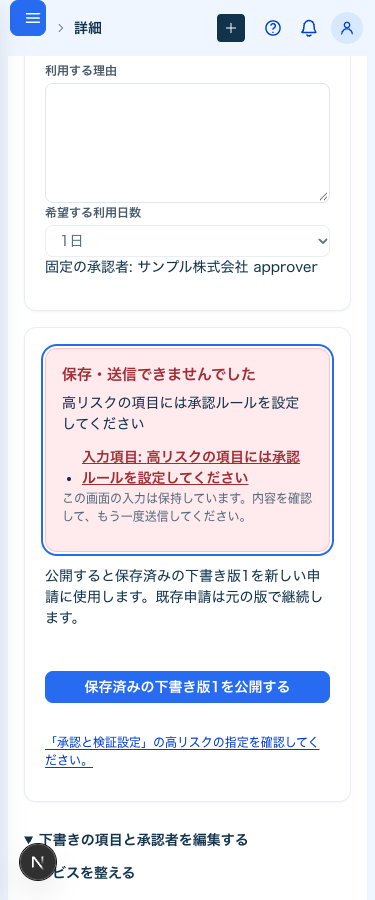 詳細
利用する理由
希望する利用日数
1日
固定の承認者: サンプル株式会社 approver
保存・送信できませんでした
高リスクの項目には承認ルールを設定
してください
入力項目: 高リスクの項目には承認
ルールを設定してください
この画面の入力は保持しています。内容を確認
して、もう一度送信してください。
公開すると保存済みの下書き版1を新しい申
請に使用します。既存申請は元の版で継続し
ます。
保存済みの下書き版1を公開する
「承認と検証設定」の高リスクの指定を確認してく
ださい。
▼ 下書きの項目と承認者を編集する
N
ビスを整える